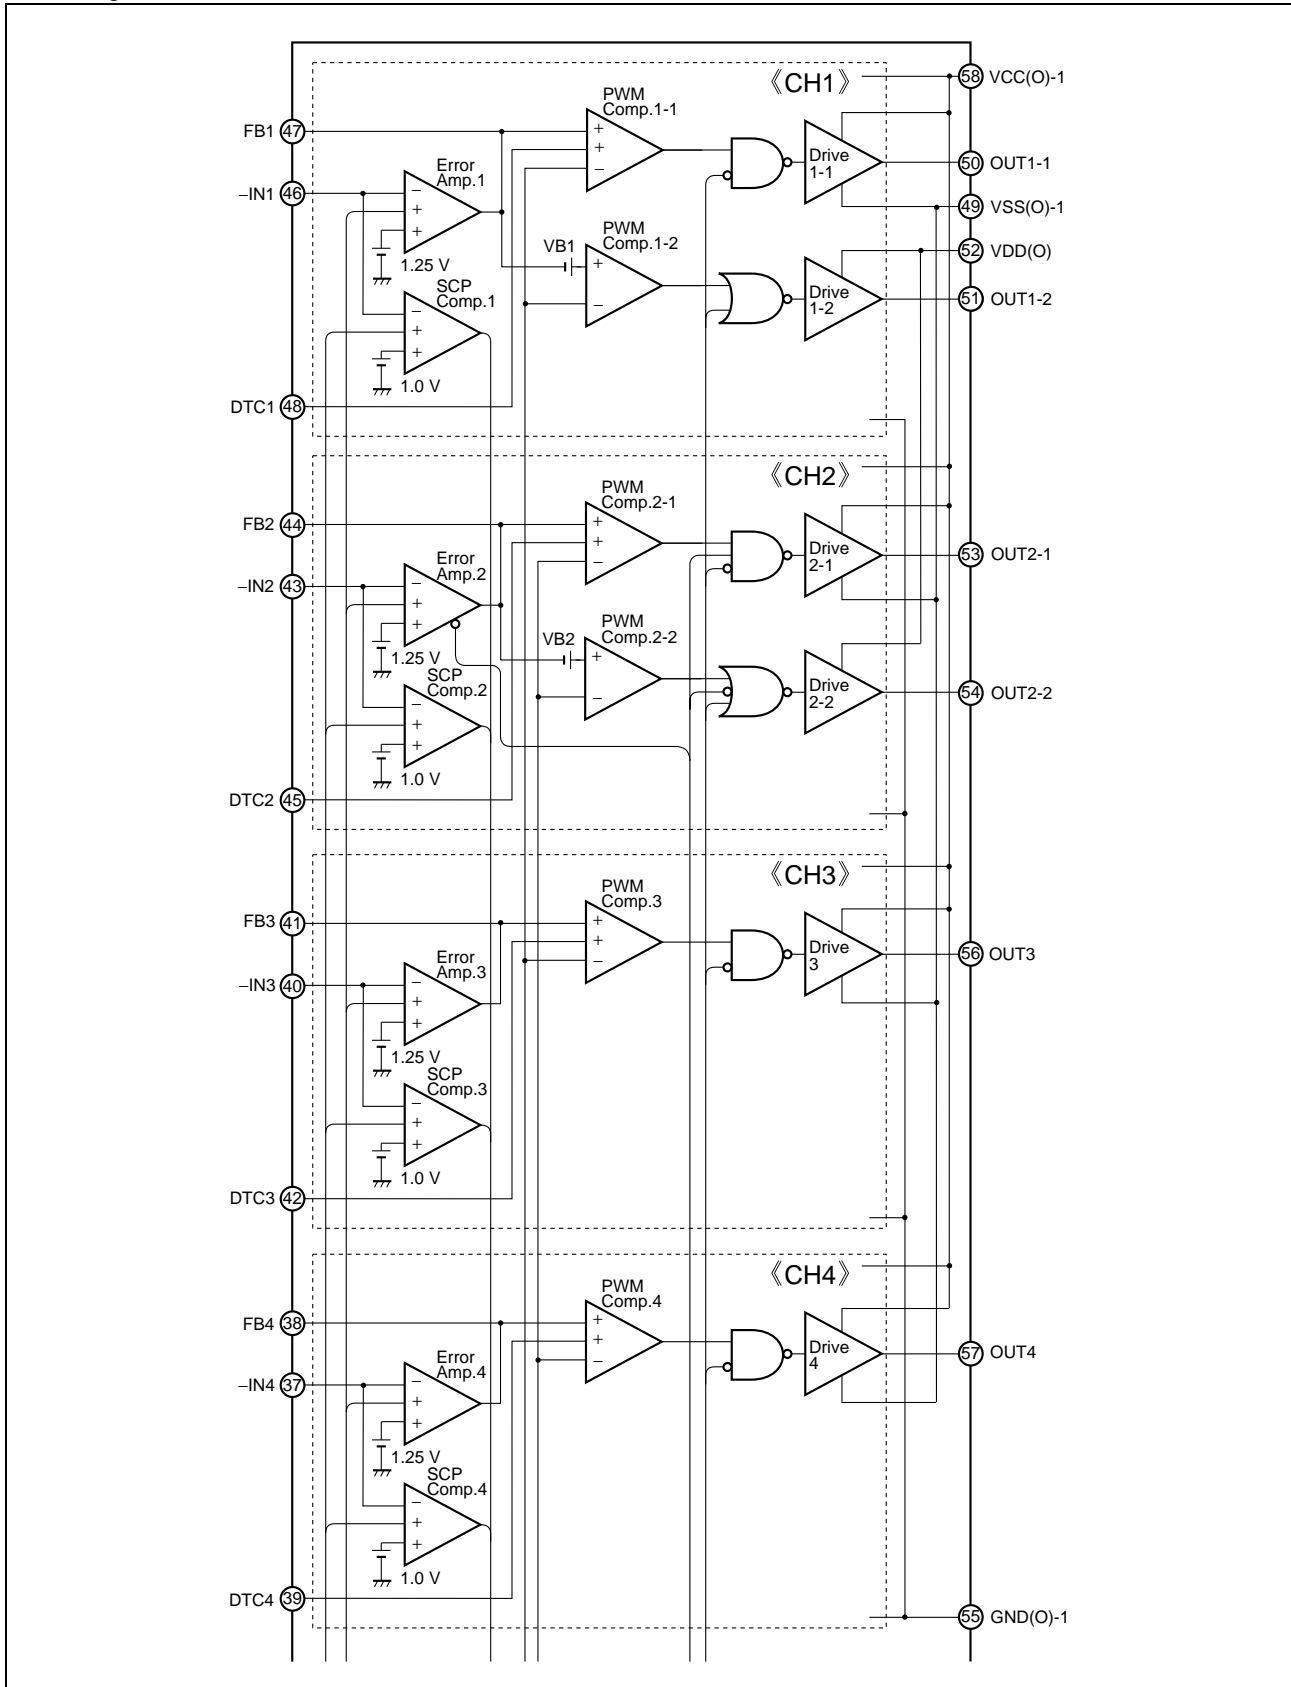 《CH1》
58 VCC(O)-1
PWM
Comp.1-1
FB1 47
+
+
−
Drive
1-1
50 OUT1-1
Error
Amp.1
−IN1 46
−
+
+
1.25 V
49 VSS(O)-1
PWM
Comp.1-2
VB1
+
−
52 VDD(O)
Drive
1-2
51 OUT1-2
SCP
Comp.1
−
+
+
1.0 V
DTC1 48
《CH2》
PWM
Comp.2-1
FB2 44
+
+
−
Drive
2-1
53 OUT2-1
Error
Amp.2
−IN2 43
−
+
+
1.25 V
PWM
Comp.2-2
VB2
+
−
Drive
2-2
54 OUT2-2
SCP
Comp.2
−
+
+
1.0 V
DTC2 45
《CH3》
PWM
Comp.3
FB3 41
+
+
−
Drive
3
56 OUT3
Error
Amp.3
−IN3 40
−
+
+
1.25 V
SCP
Comp.3
−
+
+
1.0 V
DTC3 42
《CH4》
PWM
Comp.4
FB4 38
+
+
−
Drive
4
57 OUT4
Error
Amp.4
−IN4 37
−
+
+
1.25 V
SCP
Comp.4
−
+
+
1.0 V
DTC4 39
55 GND(O)-1